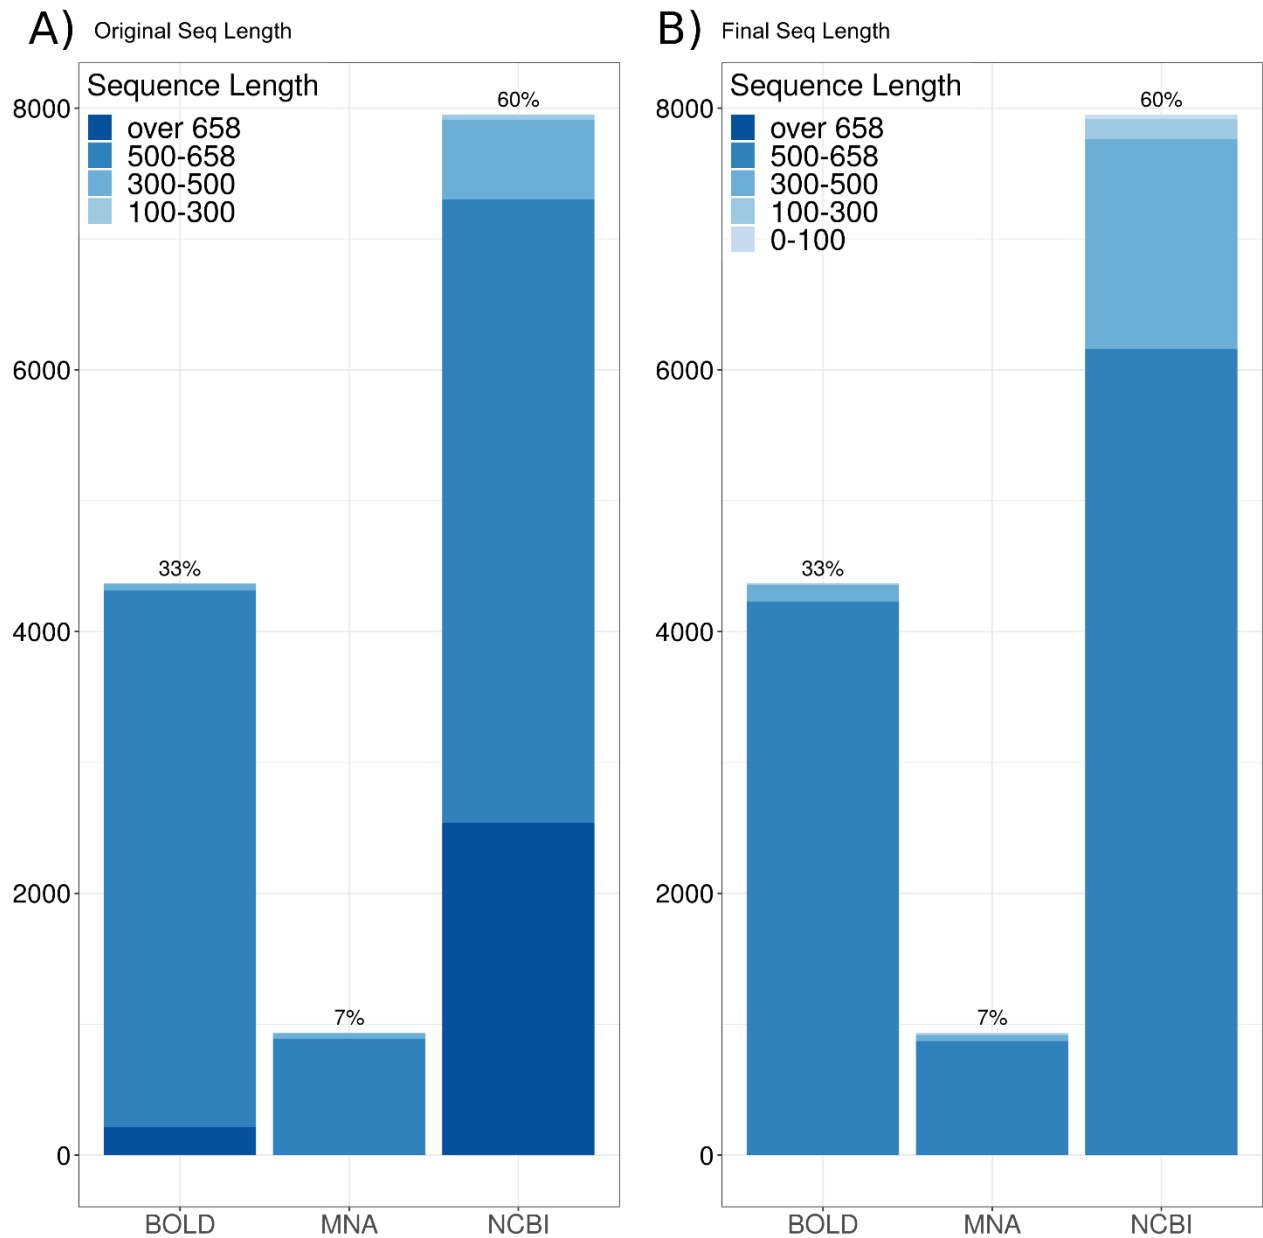 A) Original Seq Length
Sequence Length
over 658
500-658
300-500
100-300
8000
6000
4000
2000
0
33%
7%
60%
BOLD MNA NCBI
B) Final Seq Length
Sequence Length
over 658
500-658
300-500
100-300
0-100
8000
6000
4000
2000
0
33%
7%
60%
BOLD MNA NCBI